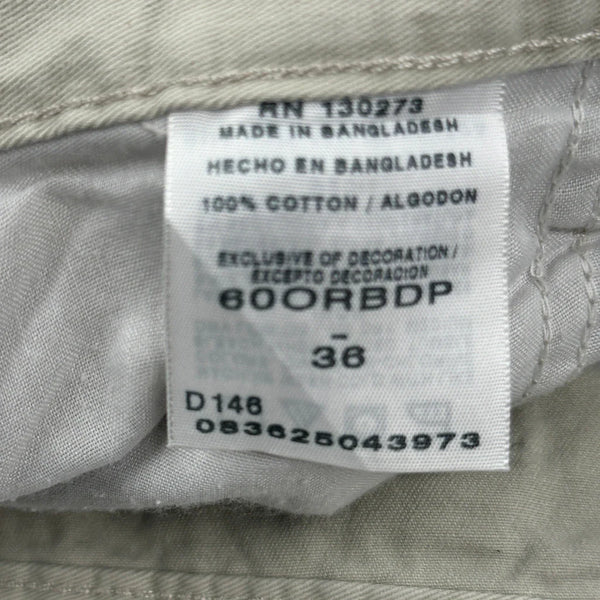 RN 130273
MADE IN BANGLADESH
HECHO EN BANGLADESH
100% COTTON / ALGODON
EXCLUSIVE OF DECORATION /
EXCEPTO DECORACION
60ORBDP
-
36
D146
083625043973